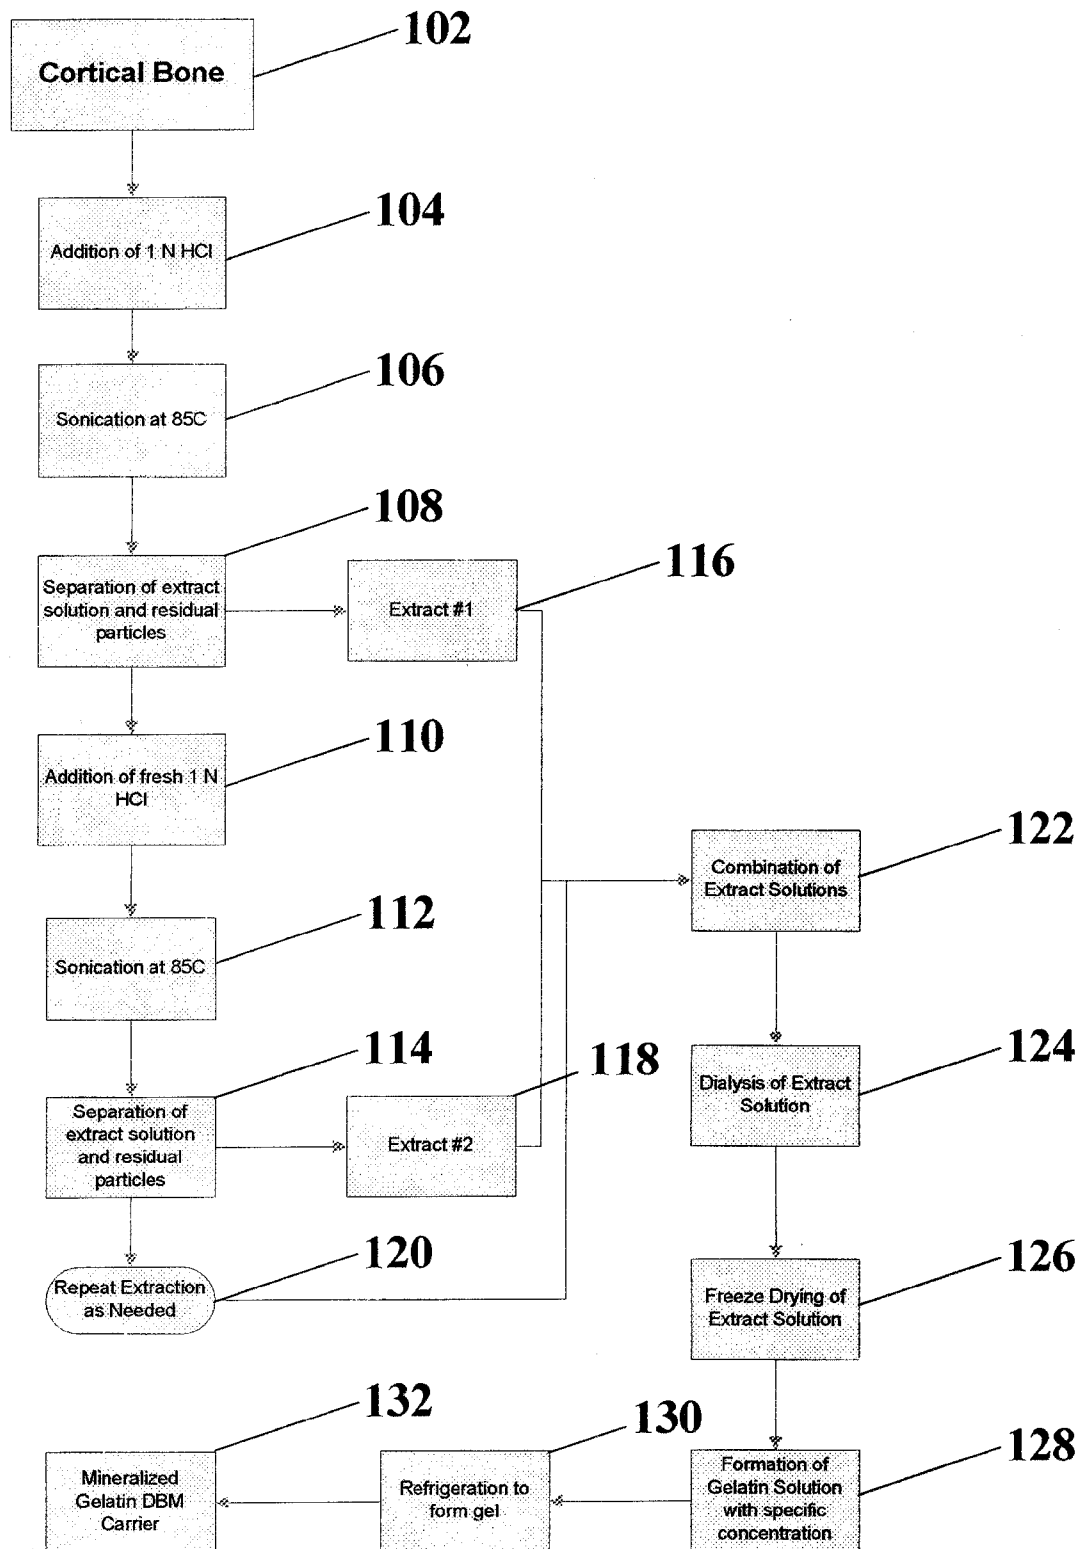 102
Cortical Bone
104
Addition of 1 N HCl
106
Sonication at 85C
108
Separation of extract
solution and residual
particles
116
Extract #1
110
Addition of fresh 1 N
HCl
122
Combination of
Extract Solutions
112
Sonication at 85C
114
Separation of
extract solution
and residual
particles
118
Extract #2
124
Dialysis of Extract
Solution
120
Repeat Extraction
as Needed
126
Freeze Drying of
Extract Solution
132
Mineralized
Gelatin DBM
Carrier
130
Refrigeration to
form gel
128
Formation of
Gelatin Solution
with specific
concentration